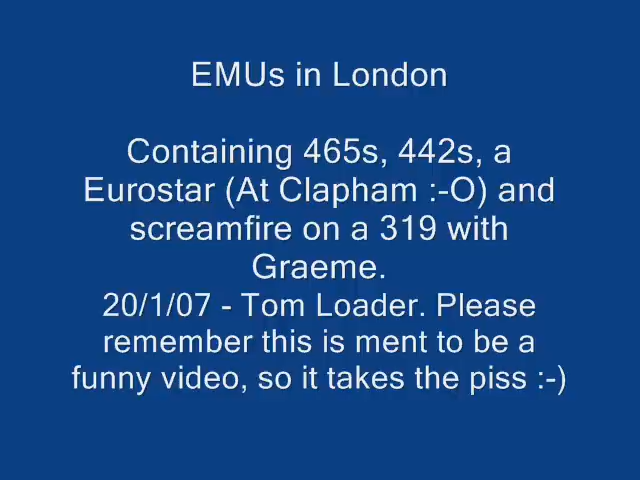 EMUs in London
Containing 465s, 442s, a
Eurostar (At Clapham :-O) and
screamfire on a 319 with
Graeme.
20/1/07 - Tom Loader. Please
remember this is ment to be a
funny video, so it takes the piss :-)